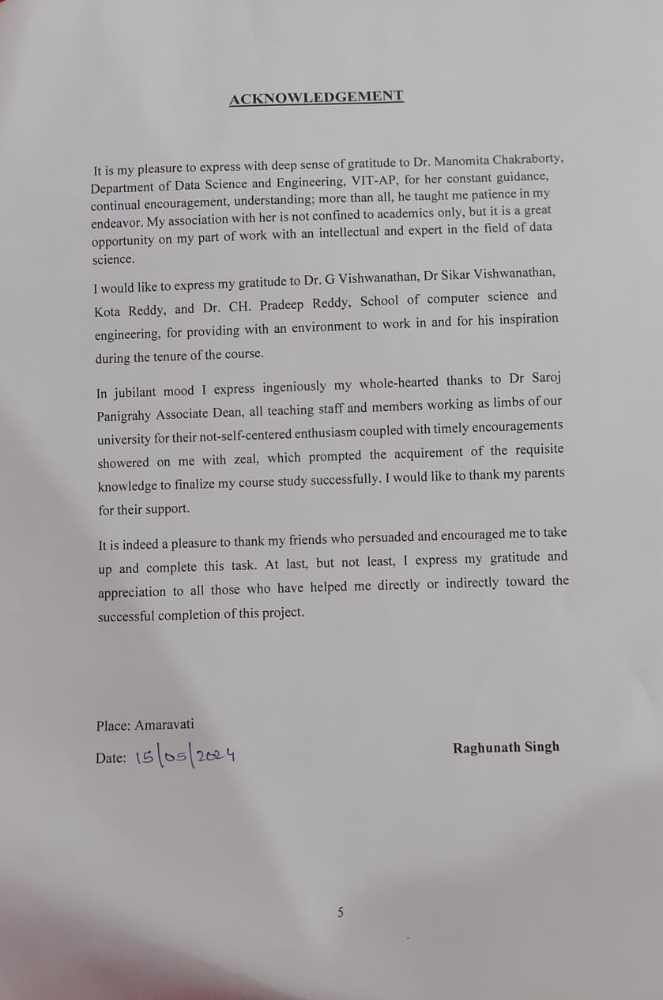 ACKNOWLEDGEMENT
It is my pleasure to express with deep sense of gratitude to Dr. Manomita Chakraborty,
Department of Data Science and Engineering, VIT-AP, for her constant guidance,
continual encouragement, understanding; more than all, he taught me patience in my
endeavor. My association with her is not confined to academics only, but it is a great
opportunity on my part of work with an intellectual and expert in the field of data
science.
I would like to express my gratitude to Dr. G Vishwanathan, Dr Sikar Vishwanathan,
Kota Reddy, and Dr. CH. Pradeep Reddy, School of computer science and
engineering, for providing with an environment to work in and for his inspiration
during the tenure of the course.
In jubilant mood I express ingeniously my whole-hearted thanks to Dr Saroj
Panigrahy Associate Dean, all teaching staff and members working as limbs of our
university for their not-self-centered enthusiasm coupled with timely encouragements
showered on me with zeal, which prompted the acquirement of the requisite
knowledge to finalize my course study successfully. I would like to thank my parents
for their support.
It is indeed a pleasure to thank my friends who persuaded and encouraged me to take
up and complete this task. At last, but not least, I express my gratitude and
appreciation to all those who have helped me directly or indirectly toward the
successful completion of this project.
Place: Amaravati
Date: 15/05/2024
Raghunath Singh
5